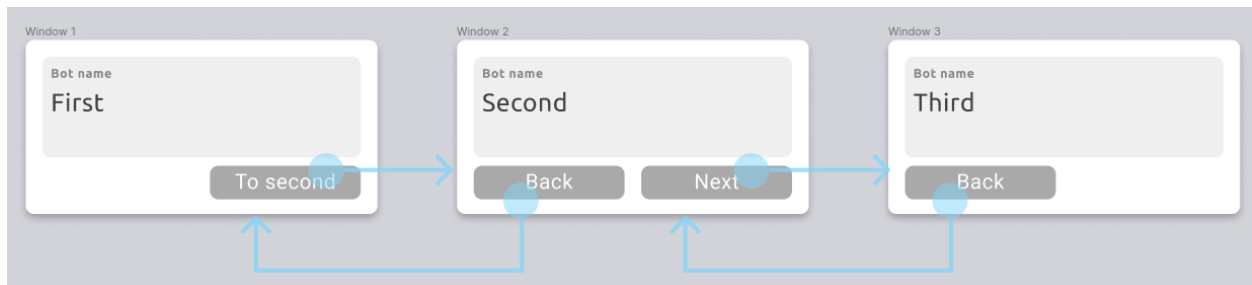 Window 1
Bot name
First
To second
Window 2
Bot name
Second
Back
Next
Window 3
Bot name
Third
Back